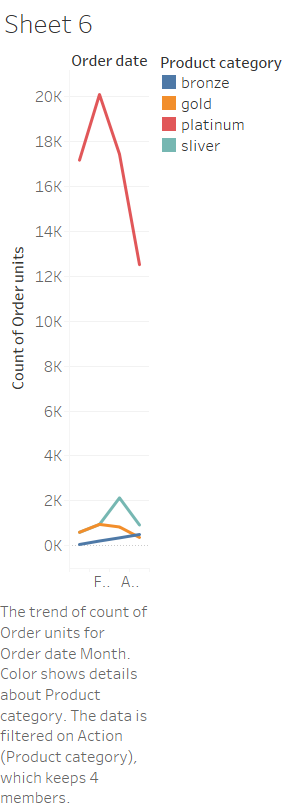 Sheet 6
Order date
Product category
bronze
gold
platinum
sliver
20K
18K
16K
14K
12K
10K
8K
6K
4K
2K
0K
Count of Order units
F.. A..
The trend of count of
Order units for
Order date Month.
Color shows details
about Product
category. The data is
filtered on Action
(Product category),
which keeps 4
members.